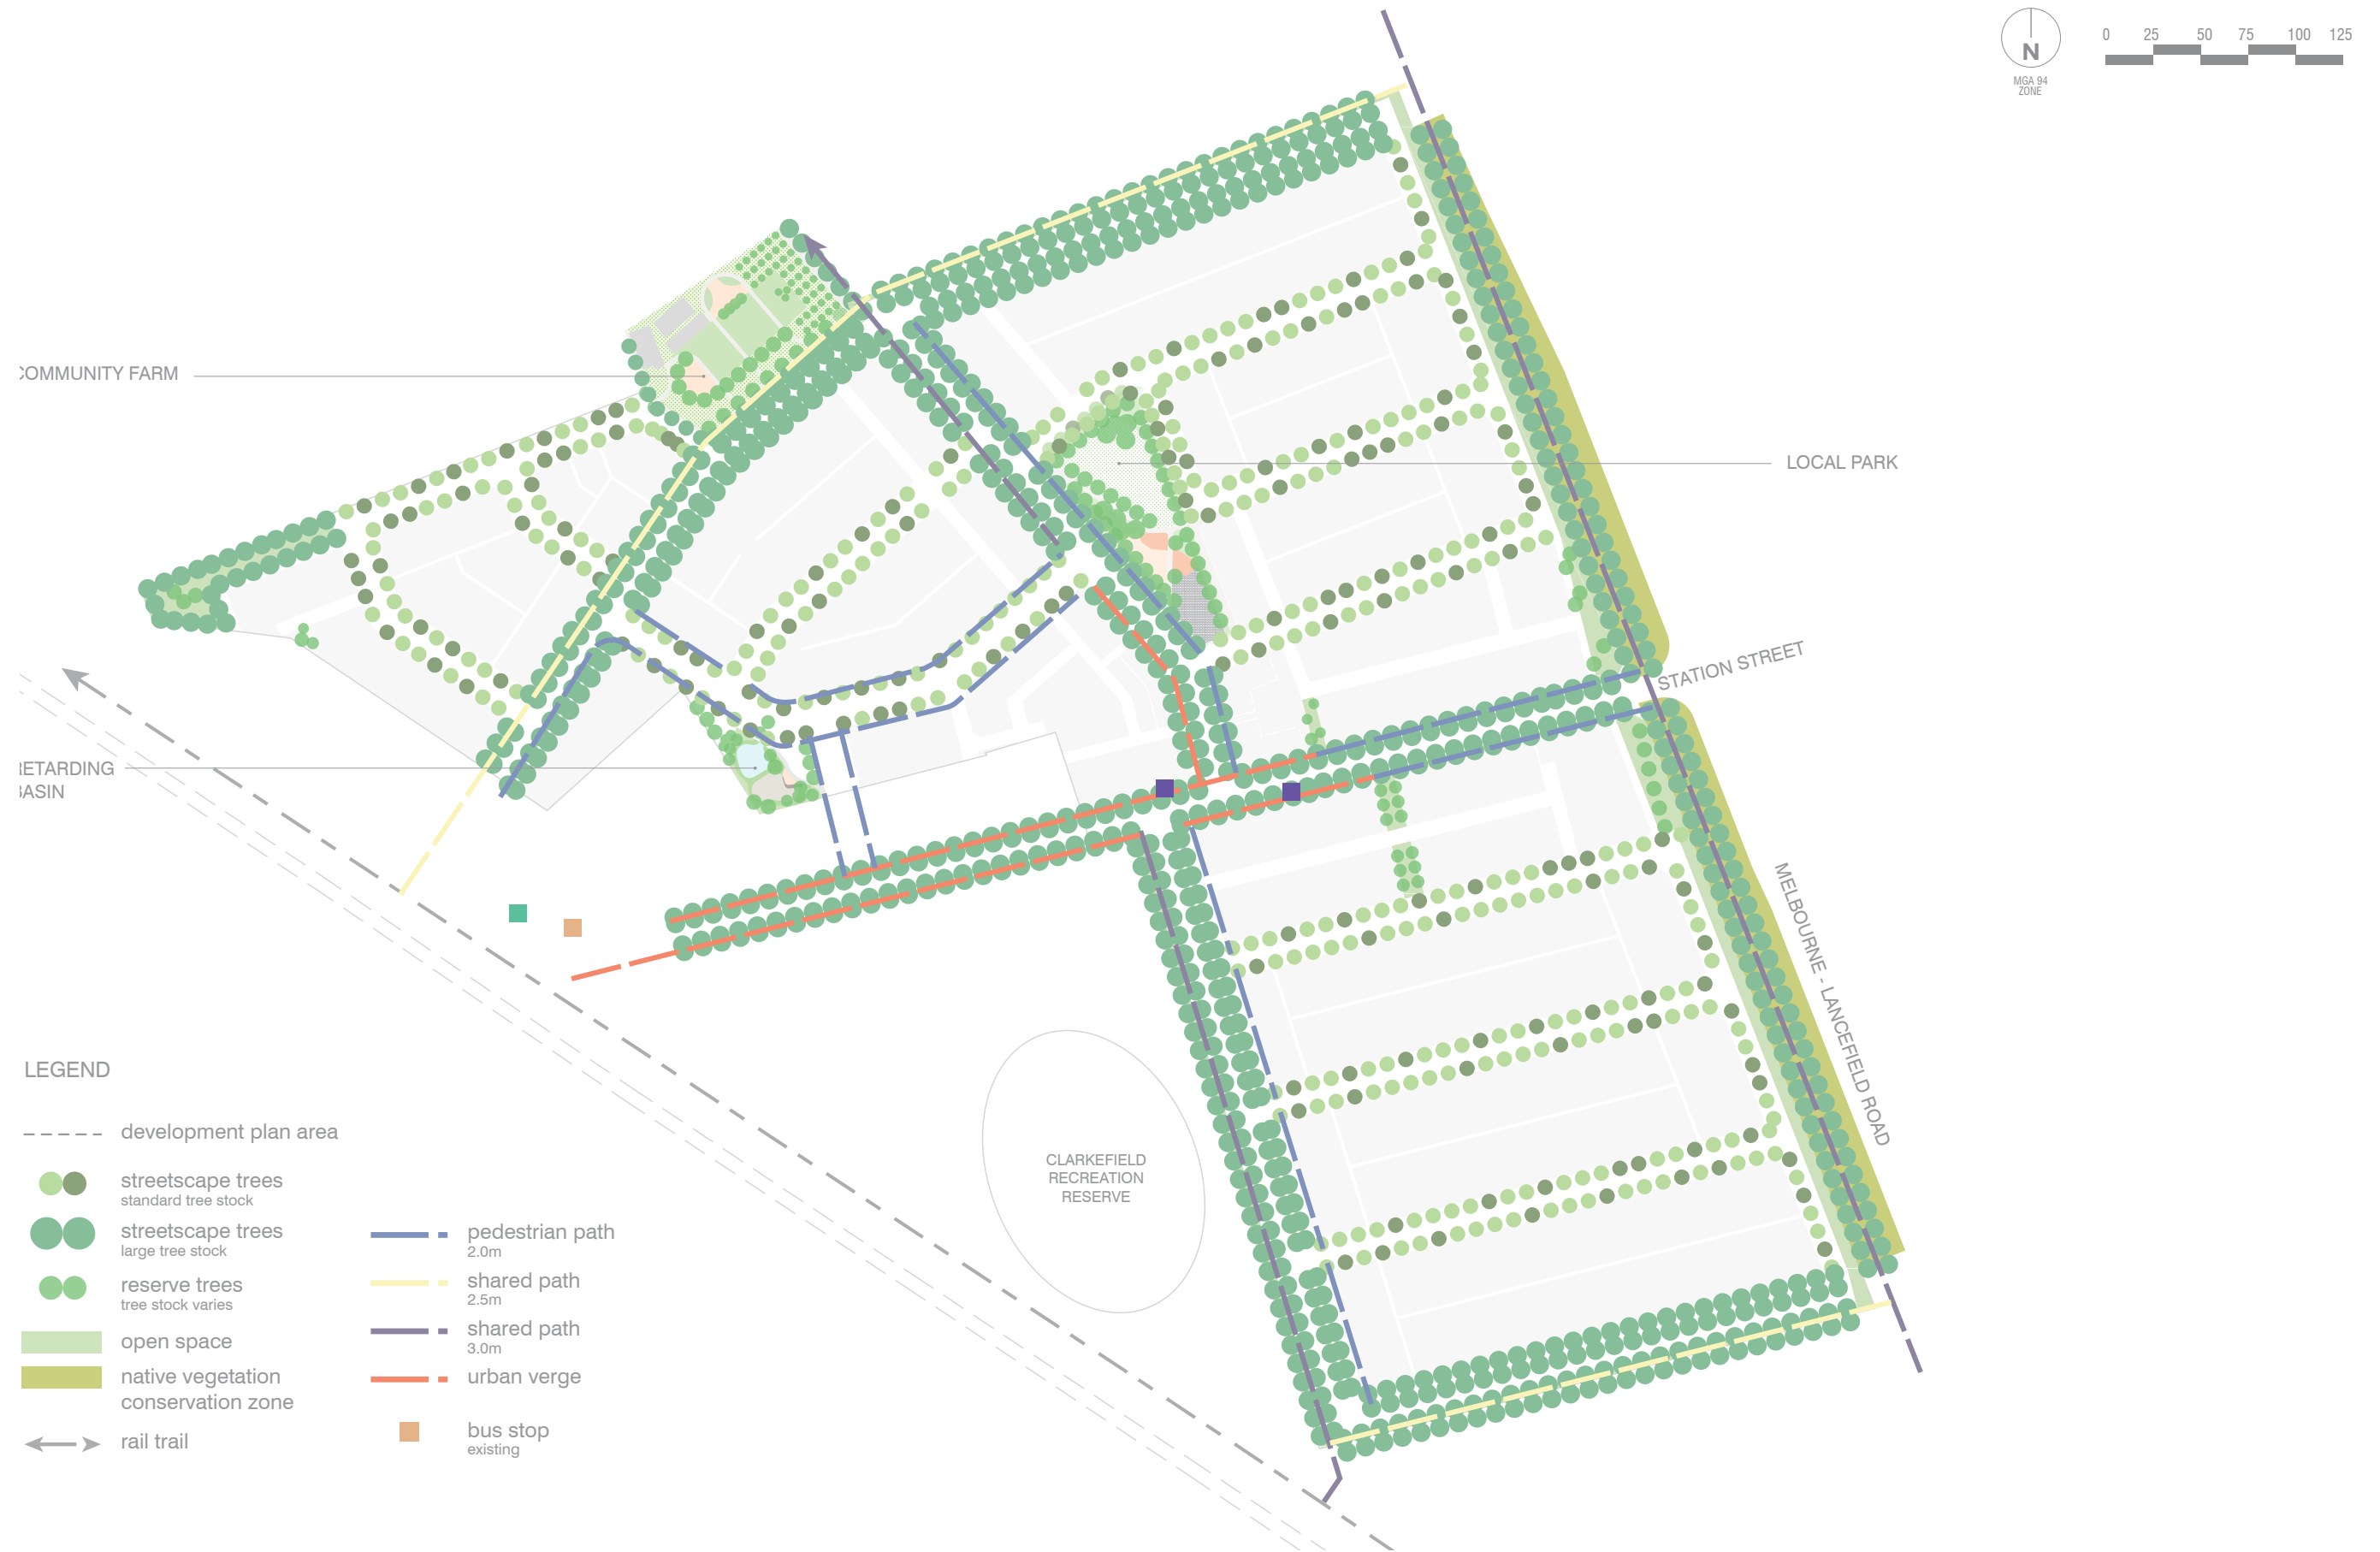 N
MGA 94
ZONE
0 25 50 75 100 125
COMMUNITY FARM
LOCAL PARK
STATION STREET
RETARDING
BASIN
MELBOURNE - LANCEFIELD ROAD
CLARKEFIELD
RECREATION
RESERVE
LEGEND
development plan area
streetscape trees
standard tree stock
streetscape trees
large tree stock
reserve trees
tree stock varies
open space
native vegetation
conservation zone
rail trail
pedestrian path
2.0m
shared path
2.5m
shared path
3.0m
urban verge
bus stop
existing